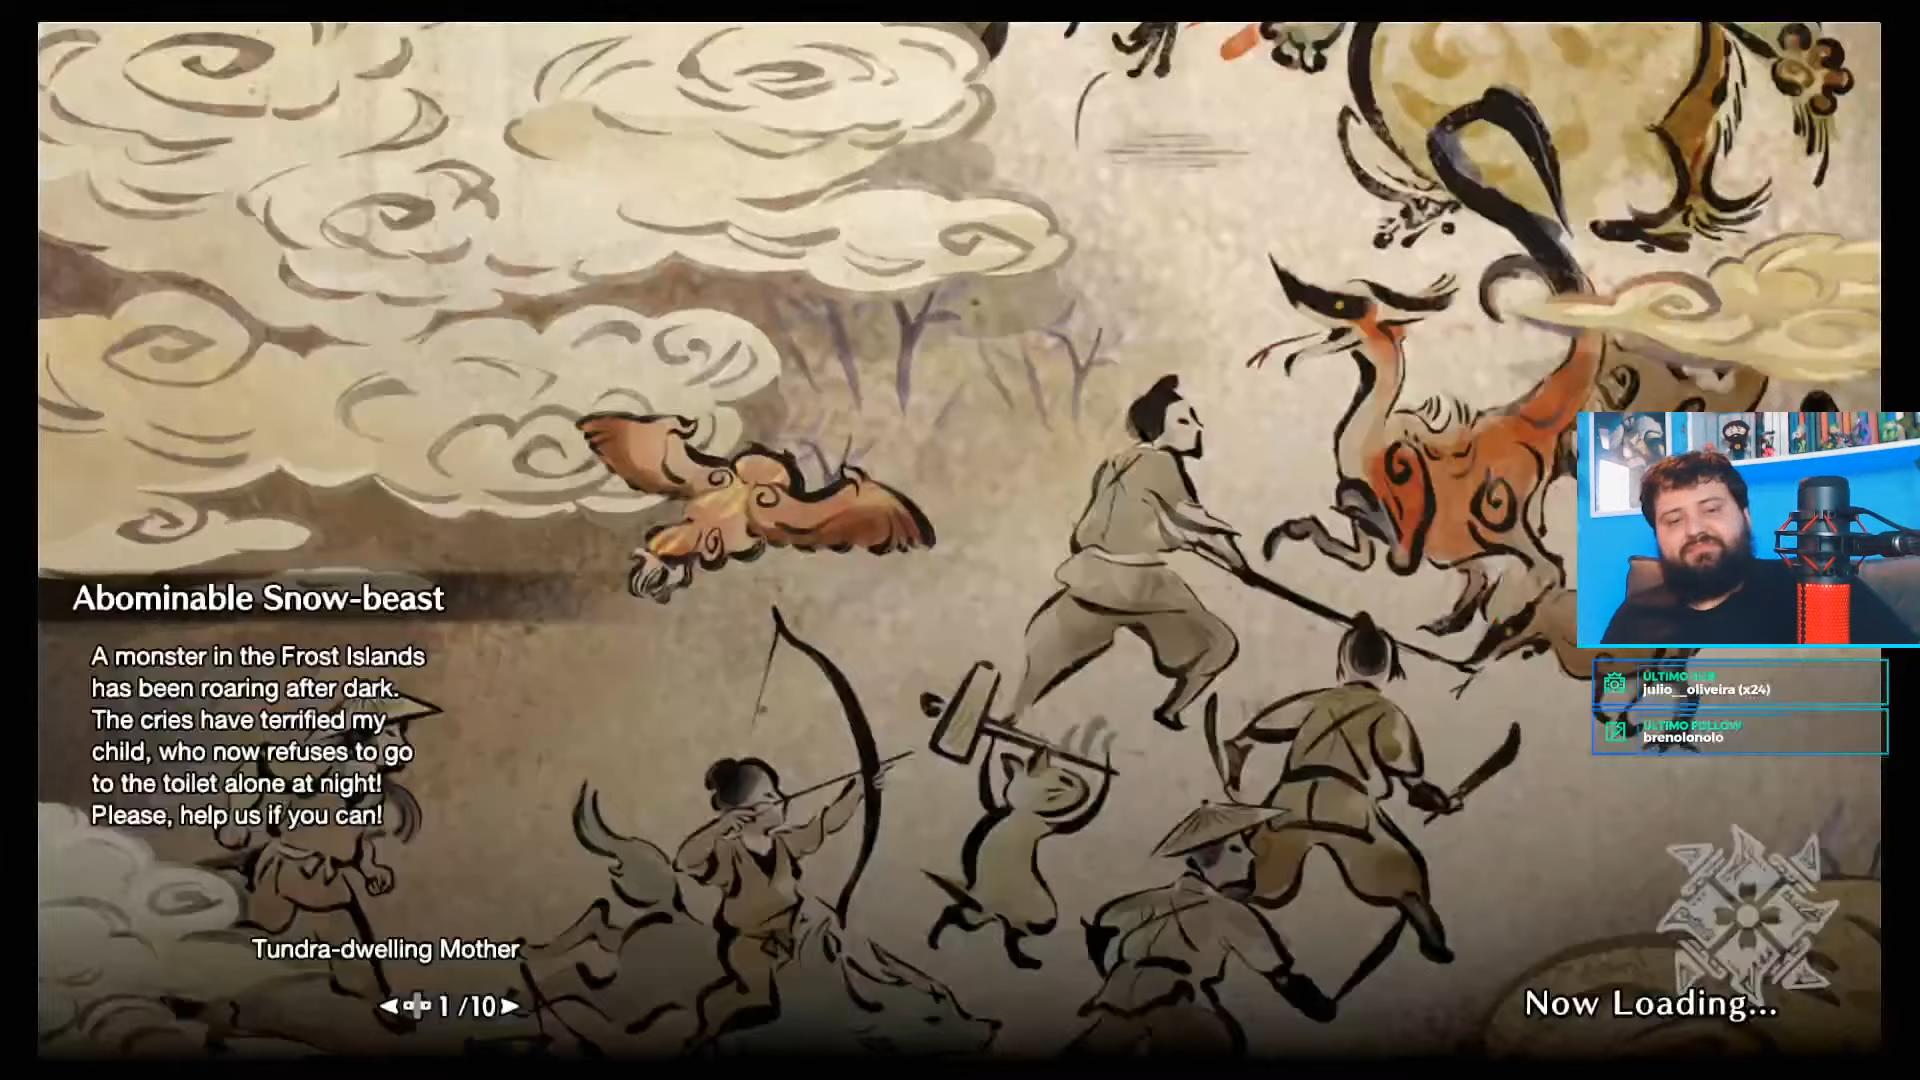 Abominable Snow-beast
A monster in the Frost Islands
has been roaring after dark.
The cries have terrified my
child, who now refuses to go
to the toilet alone at night!
Please, help us if you can!
Tundra-dwelling Mother
1 /10
Now Loading...
ÚLTIMO SUB
julio__oliveira (x24)
ÚLTIMO FOLLOW
brenolonolo